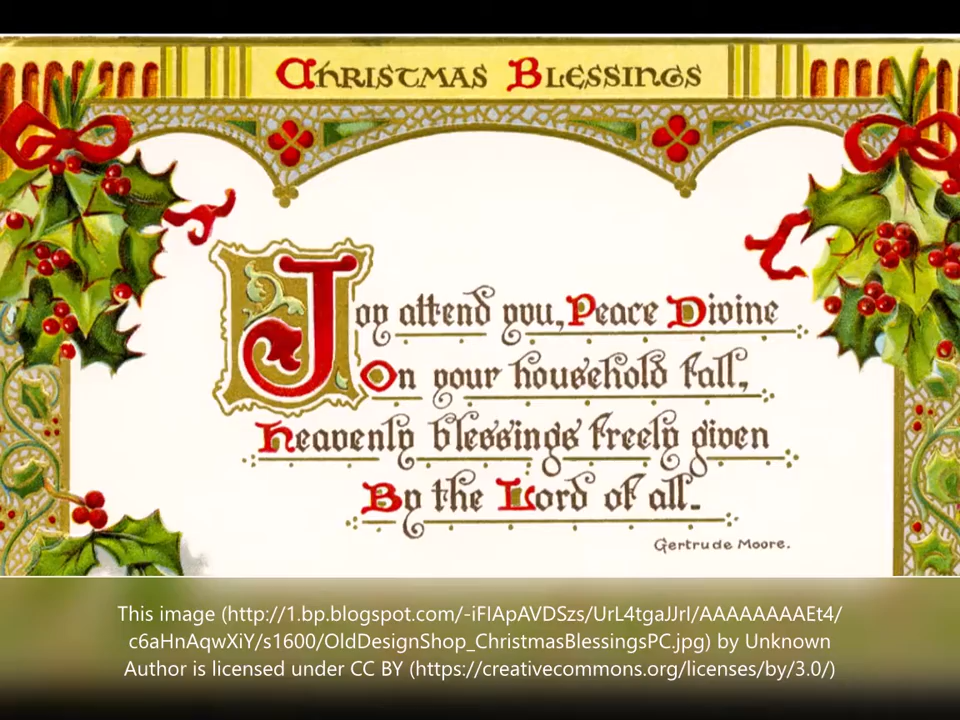 Christmas Blessings
Joy attend you, Peace Divine
On your household fall,
Heavenly blessings freely given
By the Lord of all.
Gertrude Moore.
This image (http://1.bp.blogspot.com/-iFIApAVDSzs/UrL4tgaJJrI/AAAAAAAAEt4/
c6aHnAqwXiY/s1600/OldDesignShop_ChristmasBlessingsPC.jpg) by Unknown
Author is licensed under CC BY (https://creativecommons.org/licenses/by/3.0/)